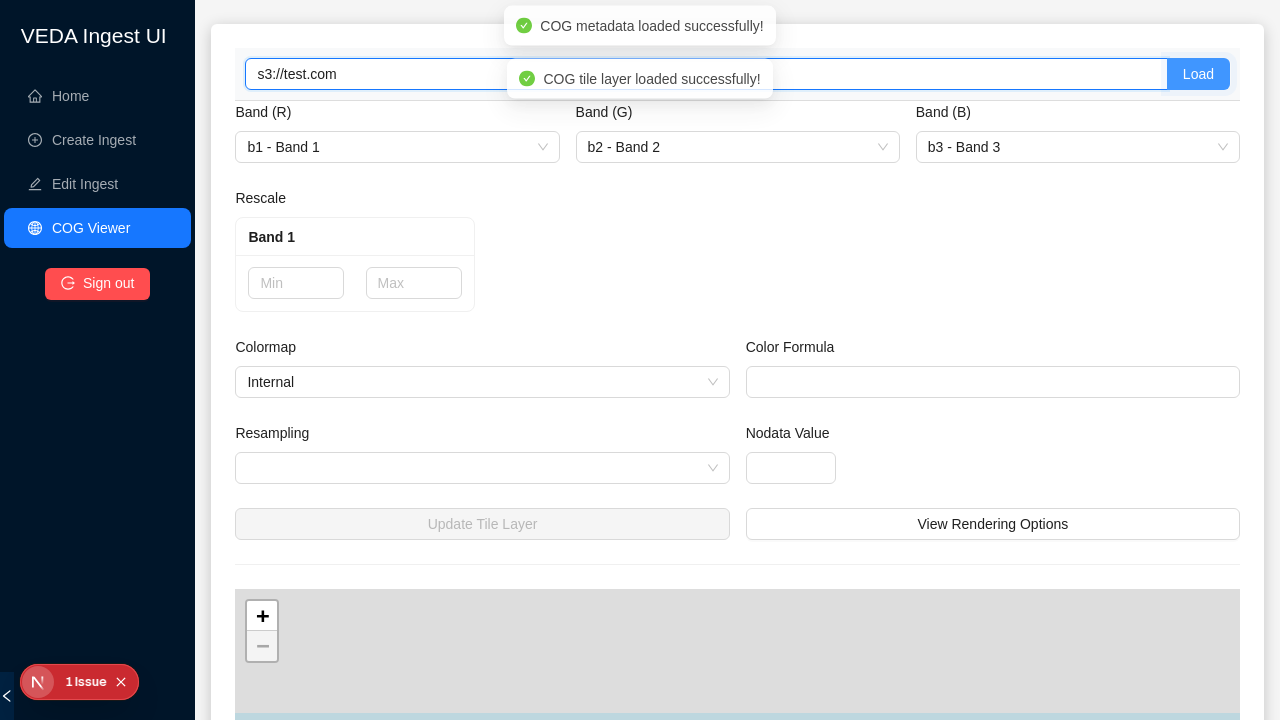 VEDA Ingest UI
Home
Create Ingest
Edit Ingest
COG Viewer
Sign out
1 Issue
COG metadata loaded successfully!
COG tile layer loaded successfully!
s3://test.com
Load
Band (R)
Band (G)
Band (B)
b1 - Band 1
b2 - Band 2
b3 - Band 3
Rescale
Band 1
Min
Max
Colormap
Color Formula
Internal
Resampling
Nodata Value
Update Tile Layer
View Rendering Options
+
−